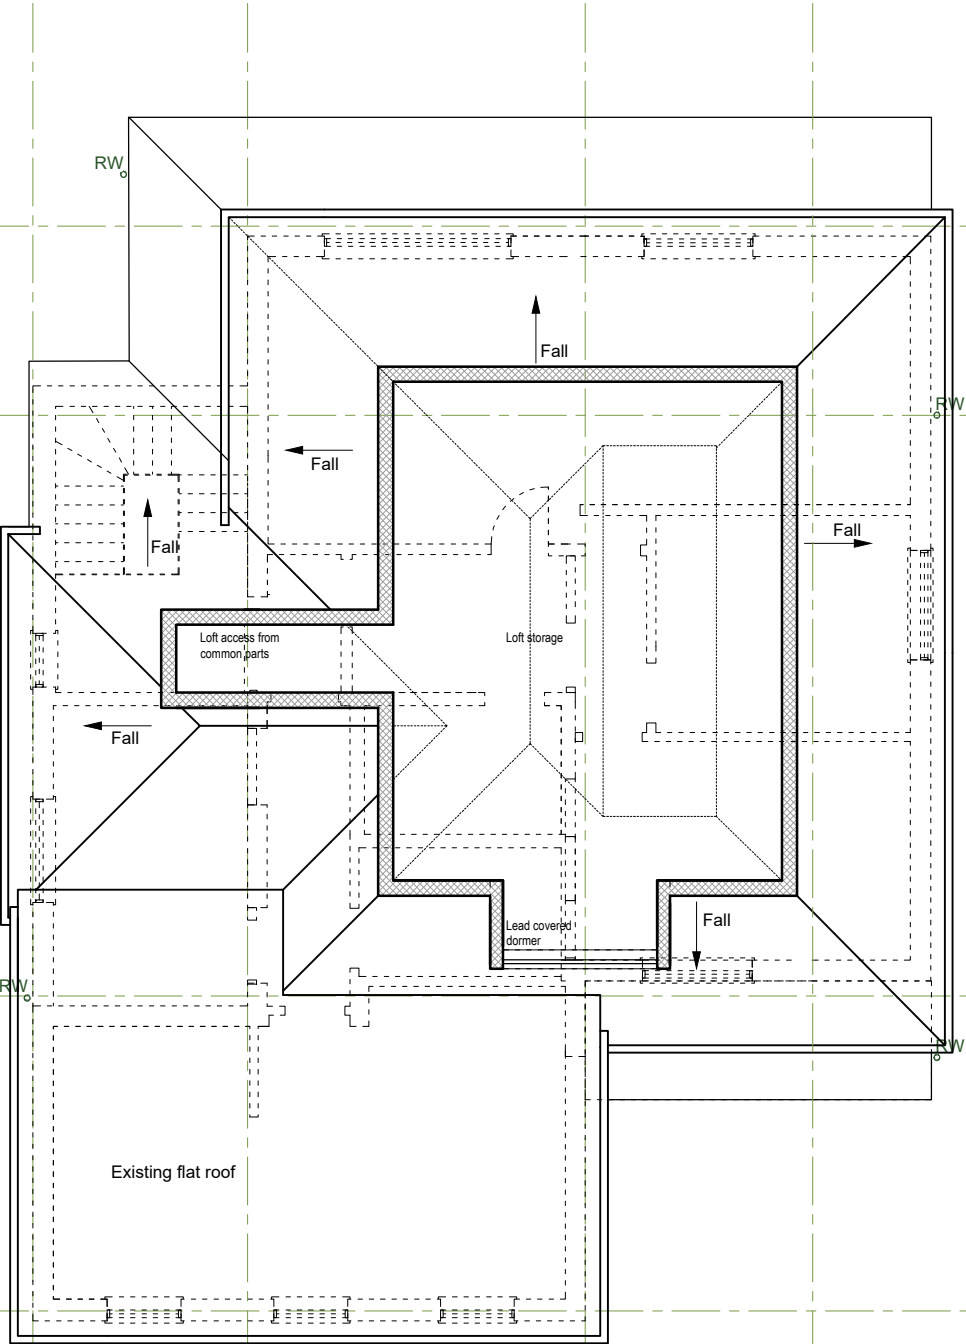 RW
Fall
RW
Fall
Fall
Fall
Loft access from
common parts
Loft storage
Fall
Fall
Lead covered
dormer
RW
RW
Existing flat roof